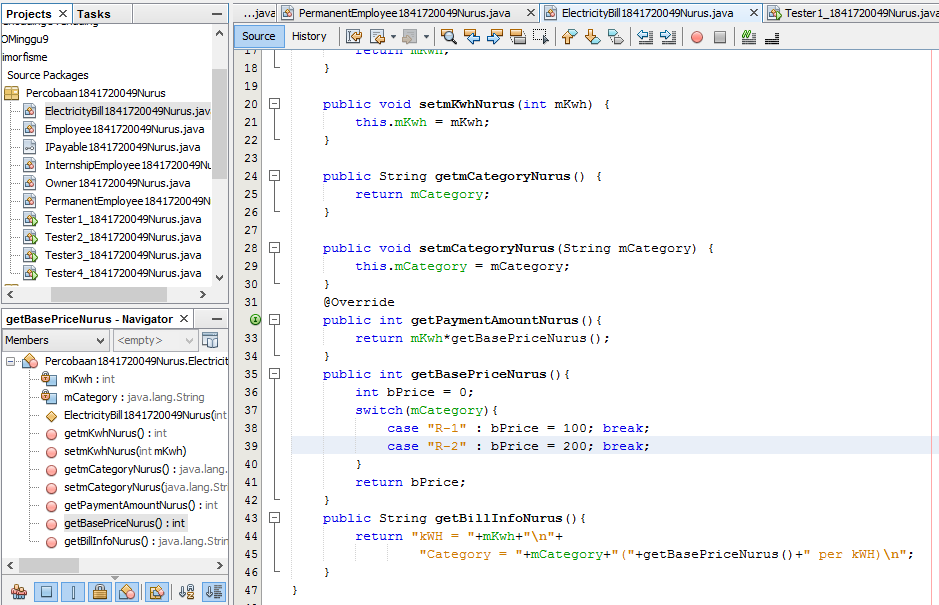 Projects × Tasks
OMinggu9
imorfisme
Source Packages
Percobaan1841720049Nurus
ElectricityBill1841720049Nurus.jav
Employee1841720049Nurus.java
IPayable1841720049Nurus.java
InternshipEmployee1841720049Nu
Owner1841720049Nurus.java
PermanentEmployee1841720049N
Tester1_1841720049Nurus.java
Tester2_1841720049Nurus.java
Tester3_1841720049Nurus.java
Tester4_1841720049Nurus.java
getBasePriceNurus - Navigator ×
Members <empty>
Percobaan1841720049Nurus.Electricit
mKwh : int
mCategory : java.lang.String
ElectricityBill1841720049Nurus(int
getmKwhNurus() : int
setmKwhNurus(int mKwh)
getmCategoryNurus() : java.lang.
setmCategoryNurus(java.lang.Str
getPaymentAmountNurus() : int
getBasePriceNurus() : int
getBillInfoNurus() : java.lang.Strin
...java PermanentEmployee1841720049Nurus.java × ElectricityBill1841720049Nurus.java × Tester1_1841720049Nurus.java
Source History
17 return mKwh;
18 }
19
20 public void setmKwhNurus(int mKwh) {
21 this.mKwh = mKwh;
22 }
23
24 public String getmCategoryNurus() {
25 return mCategory;
26 }
27
28 public void setmCategoryNurus(String mCategory) {
29 this.mCategory = mCategory;
30 }
31 @Override
public int getPaymentAmountNurus(){
33 return mKwh*getBasePriceNurus();
34 }
35 public int getBasePriceNurus(){
36 int bPrice = 0;
37 switch(mCategory){
38 case "R-1" : bPrice = 100; break;
39 case "R-2" : bPrice = 200; break;
40 }
41 return bPrice;
42 }
43 public String getBillInfoNurus(){
44 return "kWH = "+mKwh+"\n"+
45 "Category = "+mCategory+"("+getBasePriceNurus()+" per kWH)\n";
46 }
47 }